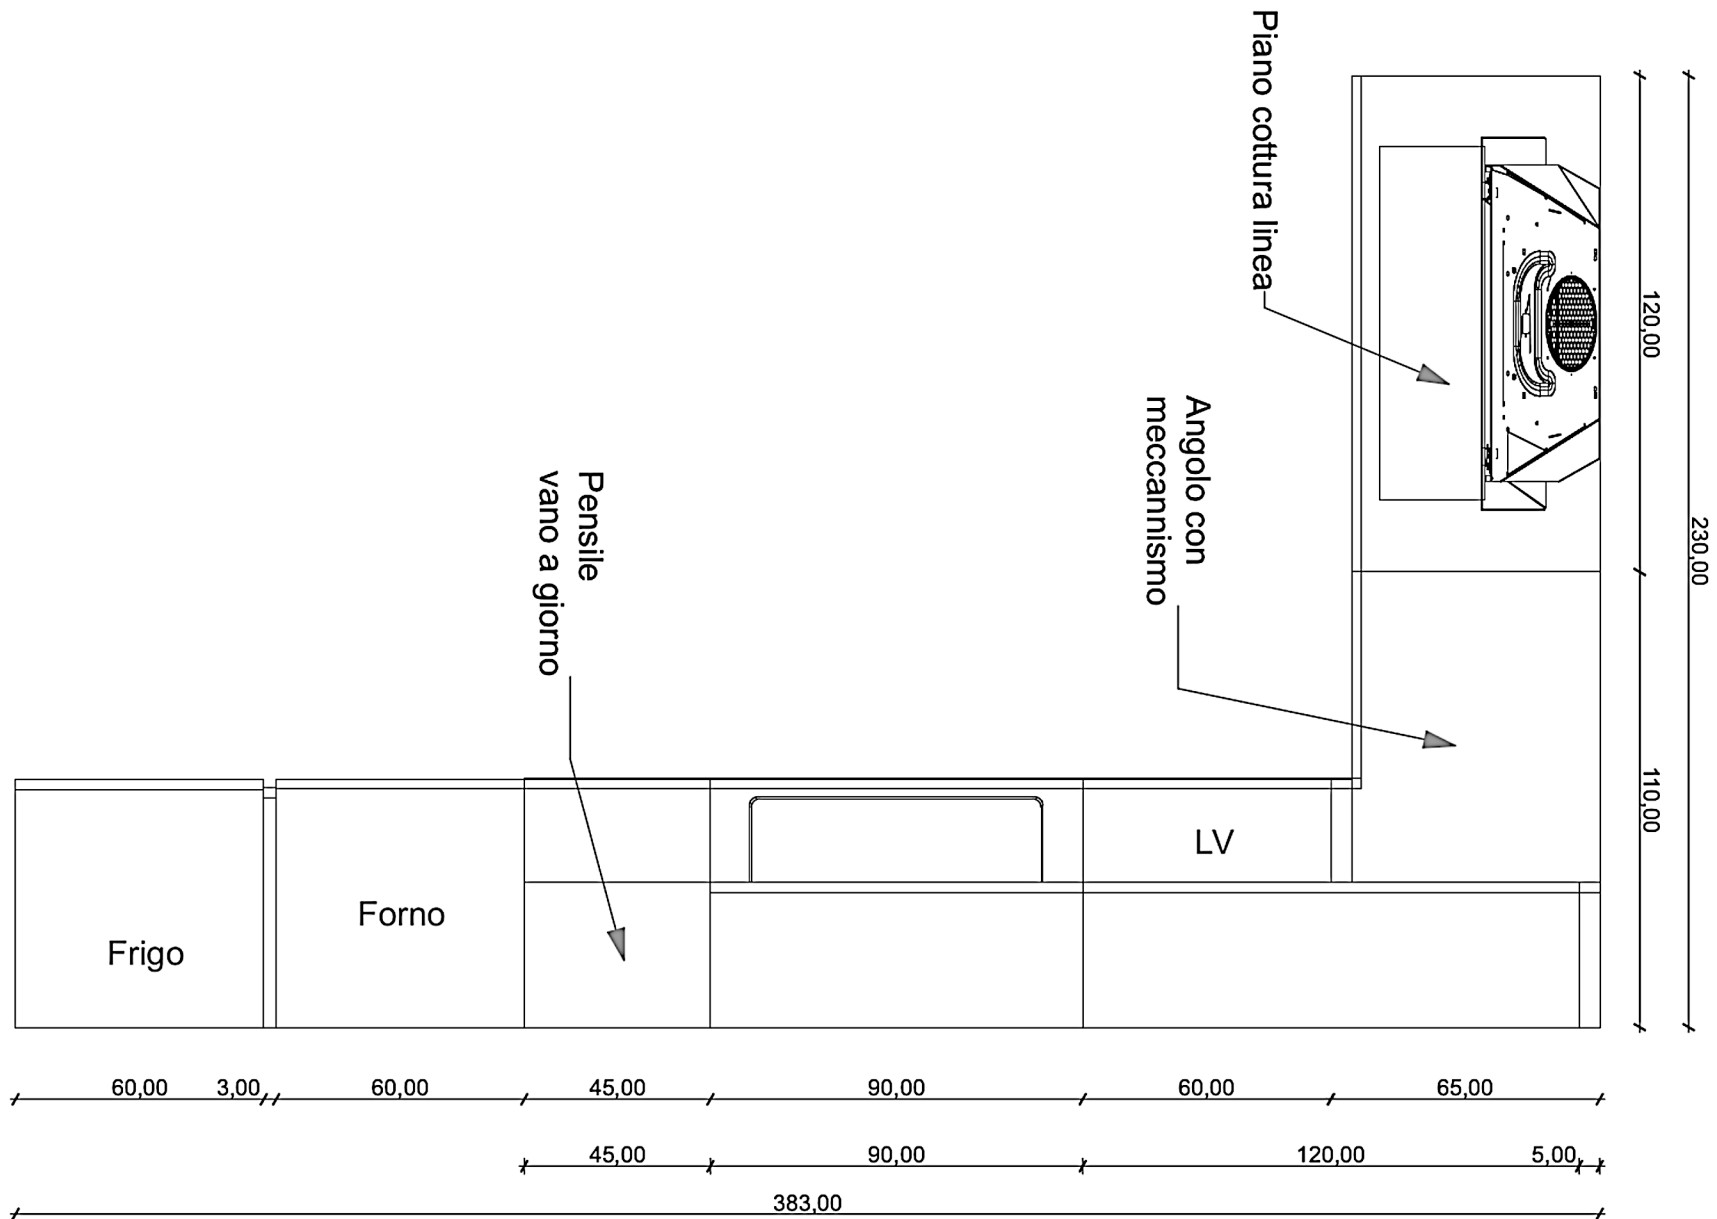 Piano cottura linea
120,00
230,00
Angolo con
meccannismo
110,00
Pensile
vano a giorno
LV
Forno
Frigo
60,00 3,00 60,00 45,00 90,00 60,00 65,00
45,00 90,00 120,00 5,00
383,00